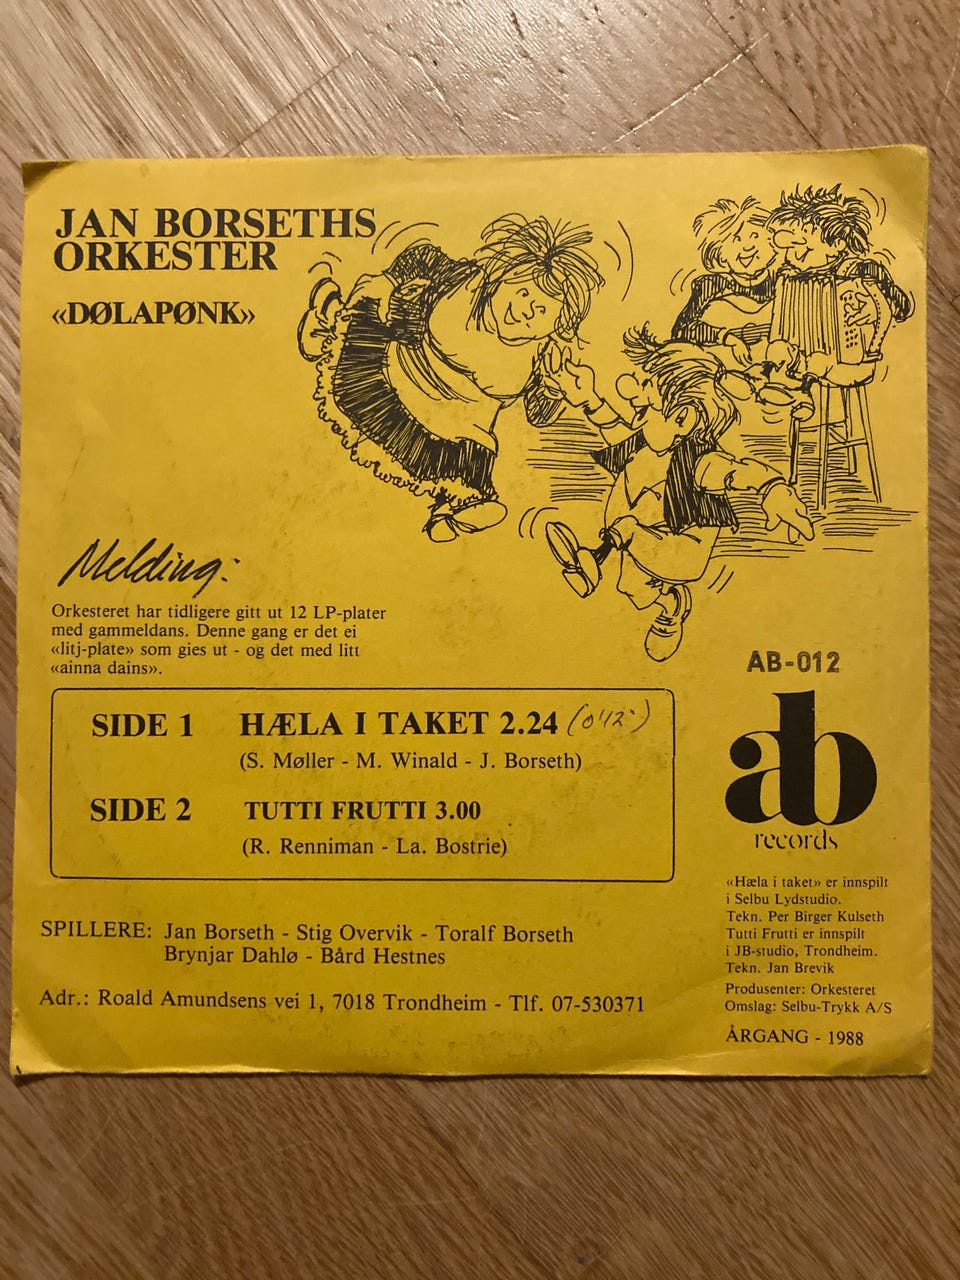 JAN BORSETHS
ORKESTER
«DØLAPØNK»
Melding:
Orkesteret har tidligere gitt ut 12 LP-plater
med gammeldans. Denne gang er det ei
«litj-plate» som gies ut - og det med litt
«ainna dains».
SIDE 1 HÆLA I TAKET 2.24 (0'12")
(S. Møller - M. Winald - J. Borseth)
SIDE 2 TUTTI FRUTTI 3.00
(R. Renniman - La. Bostrie)
SPILLERE: Jan Borseth - Stig Overvik - Toralf Borseth
Brynjar Dahlø - Bård Hestnes
Adr.: Roald Amundsens vei 1, 7018 Trondheim - Tlf. 07-530371
AB-012
ab
records
«Hæla i taket» er innspilt
i Selbu Lydstudio.
Tekn. Per Birger Kulseth
Tutti Frutti er innspilt
i JB-studio, Trondheim.
Tekn. Jan Brevik
Produsenter: Orkesteret
Omslag: Selbu-Trykk A/S
ÅRGANG - 1988